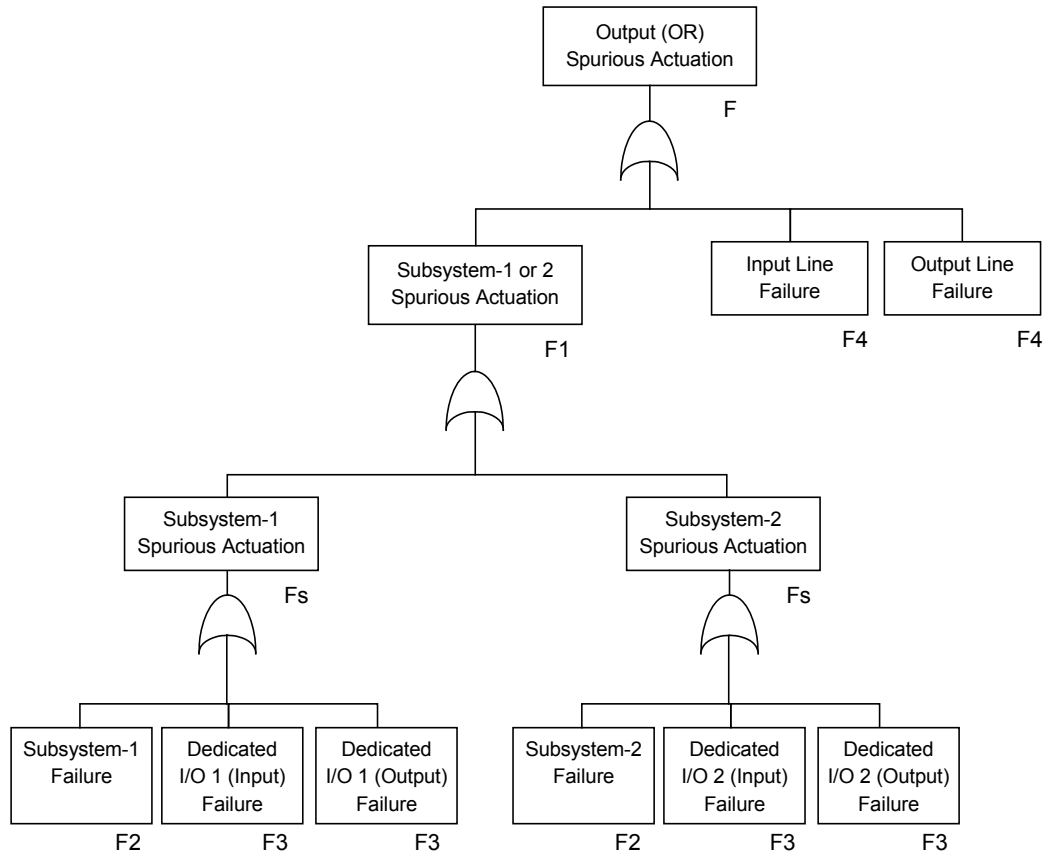 Output (OR)
Spurious Actuation
F
Subsystem-1 or 2
Spurious Actuation
F1
Input Line
Failure
F4
Output Line
Failure
F4
Subsystem-1
Spurious Actuation
Fs
Subsystem-2
Spurious Actuation
Fs
Subsystem-1
Failure
F2
Dedicated
I/O 1 (Input)
Failure
F3
Dedicated
I/O 1 (Output)
Failure
F3
Subsystem-2
Failure
F2
Dedicated
I/O 2 (Input)
Failure
F3
Dedicated
I/O 2 (Output)
Failure
F3